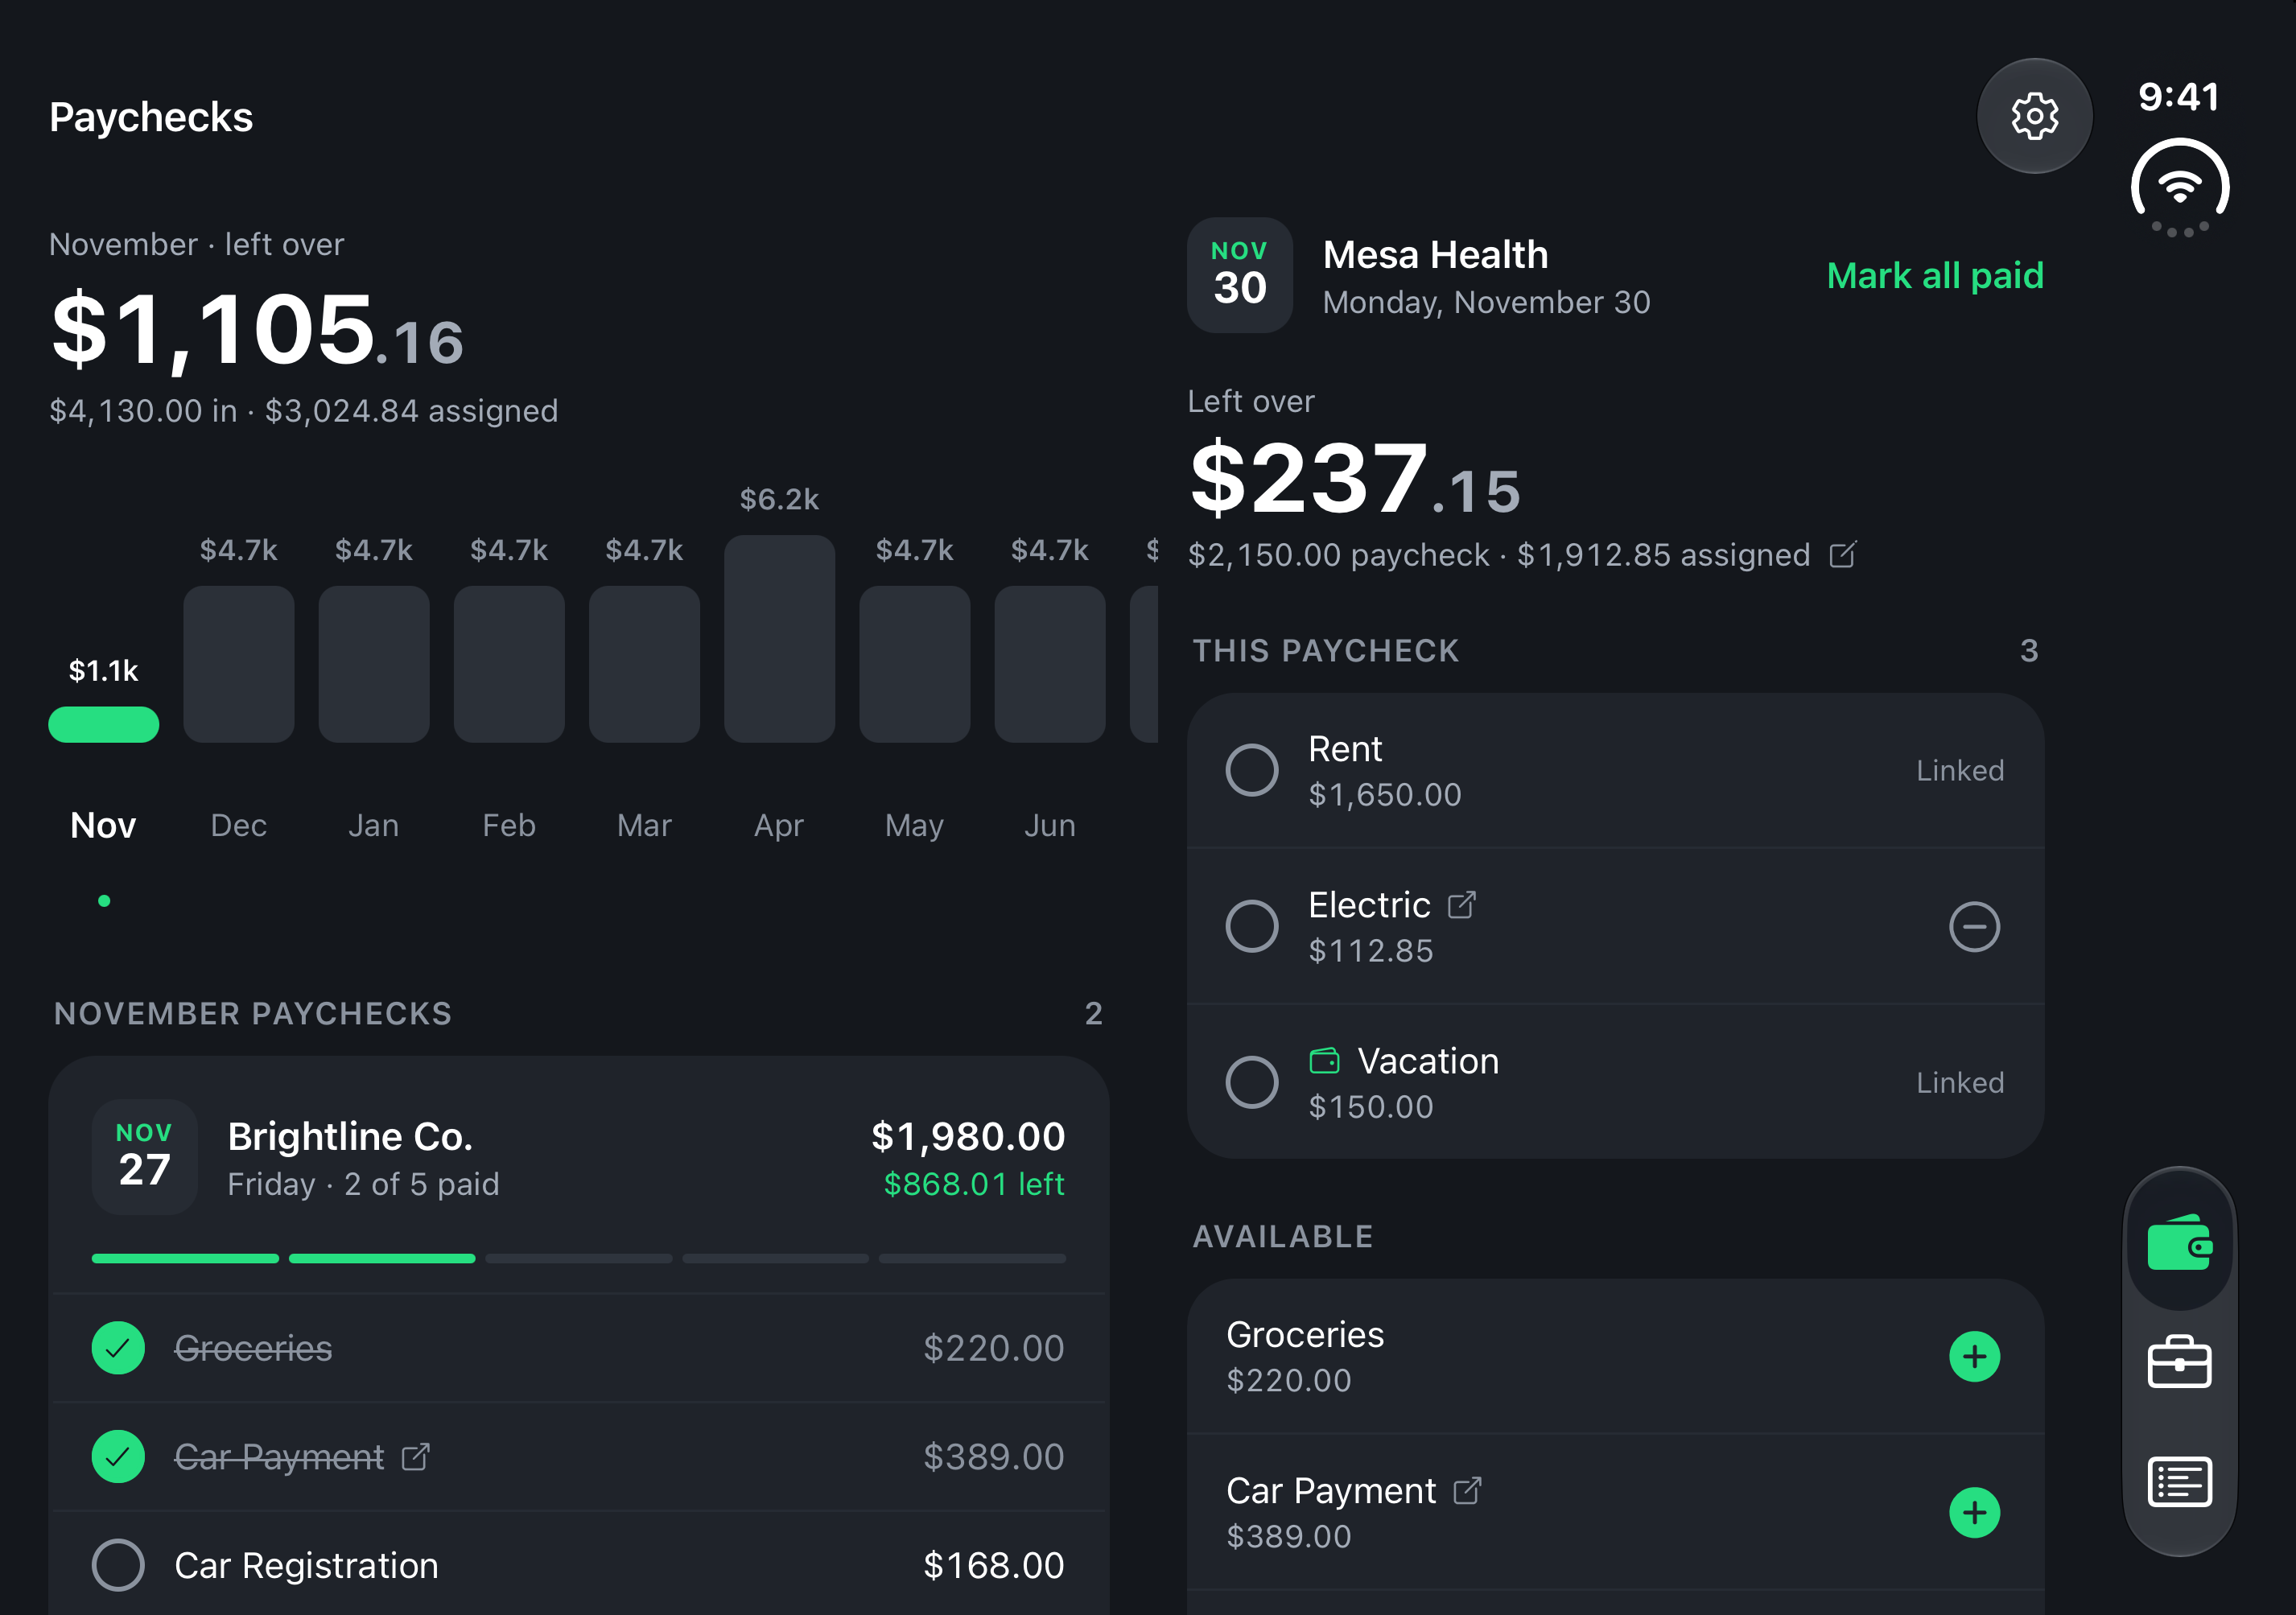 Paychecks
9:41
November · left over
$1,105.16
$4,130.00 in · $3,024.84 assigned
$1.1k
$4.7k
$4.7k
$4.7k
$4.7k
$6.2k
$4.7k
$4.7k
$
Nov
Dec
Jan
Feb
Mar
Apr
May
Jun
NOVEMBER PAYCHECKS
2
NOV
27
Brightline Co.
$1,980.00
Friday · 2 of 5 paid
$868.01 left
Groceries
$220.00
Car Payment
$389.00
Car Registration
$168.00
NOV
30
Mesa Health
Monday, November 30
Mark all paid
Left over
$237.15
$2,150.00 paycheck · $1,912.85 assigned
THIS PAYCHECK
3
Rent
$1,650.00
Linked
Electric
$112.85
Vacation
$150.00
Linked
AVAILABLE
Groceries
$220.00
Car Payment
$389.00